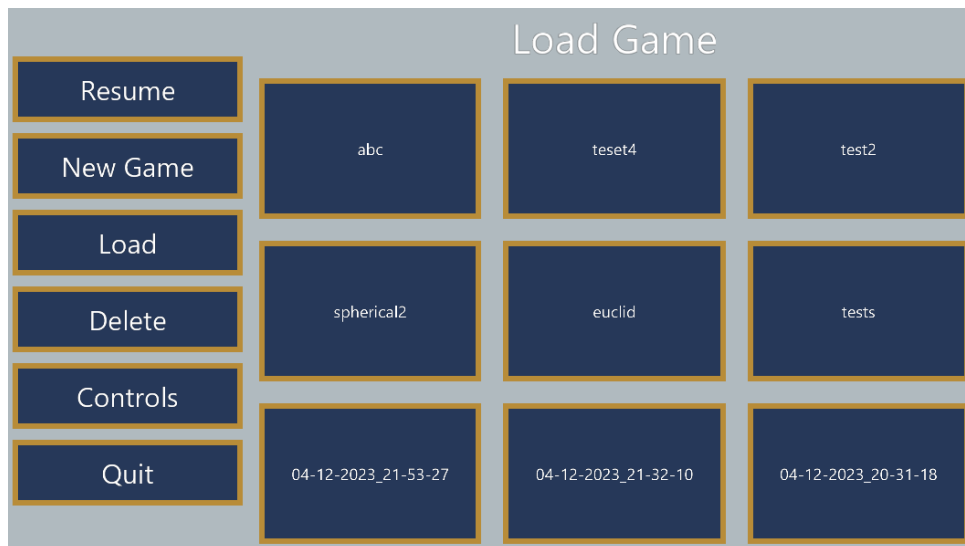 Load Game
Resume
New Game
Load
Delete
Controls
Quit
abc
teset4
test2
spherical2
euclid
tests
04-12-2023_21-53-27
04-12-2023_21-32-10
04-12-2023_20-31-18